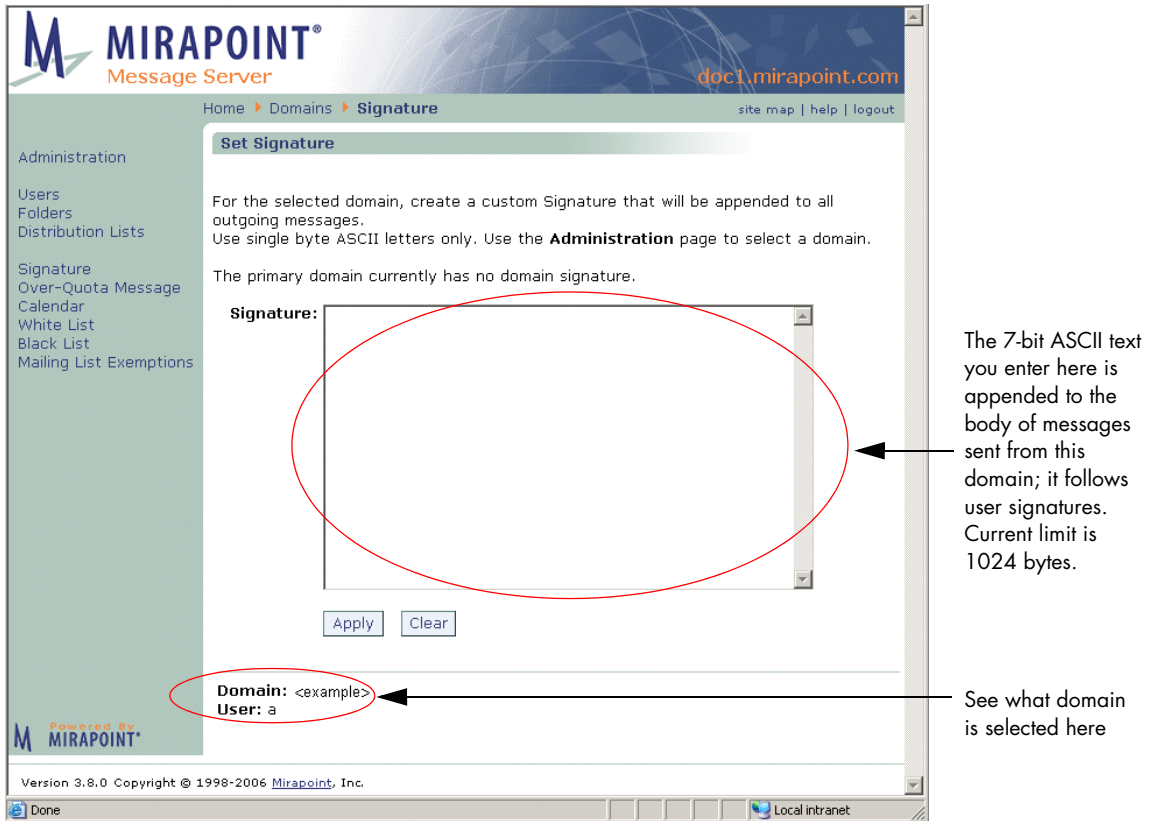 MIRAPOINT®
Message Server
doc1.mirapoint.com
Home Domains Signature
site map | help | logout
Administration
Users
Folders
Distribution Lists
Signature
Over-Quota Message
Calendar
White List
Black List
Mailing List Exemptions
Set Signature
For the selected domain, create a custom Signature that will be appended to all
outgoing messages.
Use single byte ASCII letters only. Use the Administration page to select a domain.
The primary domain currently has no domain signature.
Signature:
Apply Clear
Domain: <example>
User: a
Powered By
MIRAPOINT
Version 3.8.0 Copyright © 1998-2006 Mirapoint, Inc.
Done
Local intranet
The 7-bit ASCII text
you enter here is
appended to the
body of messages
sent from this
domain; it follows
user signatures.
Current limit is
1024 bytes.
See what domain
is selected here